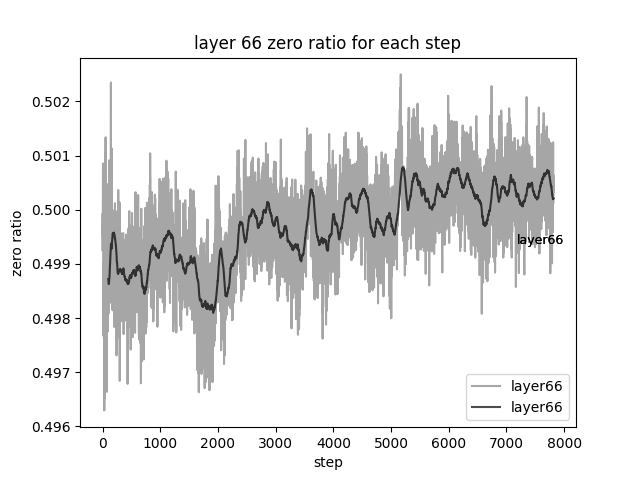 layer 66 zero ratio for each step
zero ratio
0.502
0.501
0.500
0.499
0.498
0.497
0.496
layer66
layer66
layer66
0 1000 2000 3000 4000 5000 6000 7000 8000
step